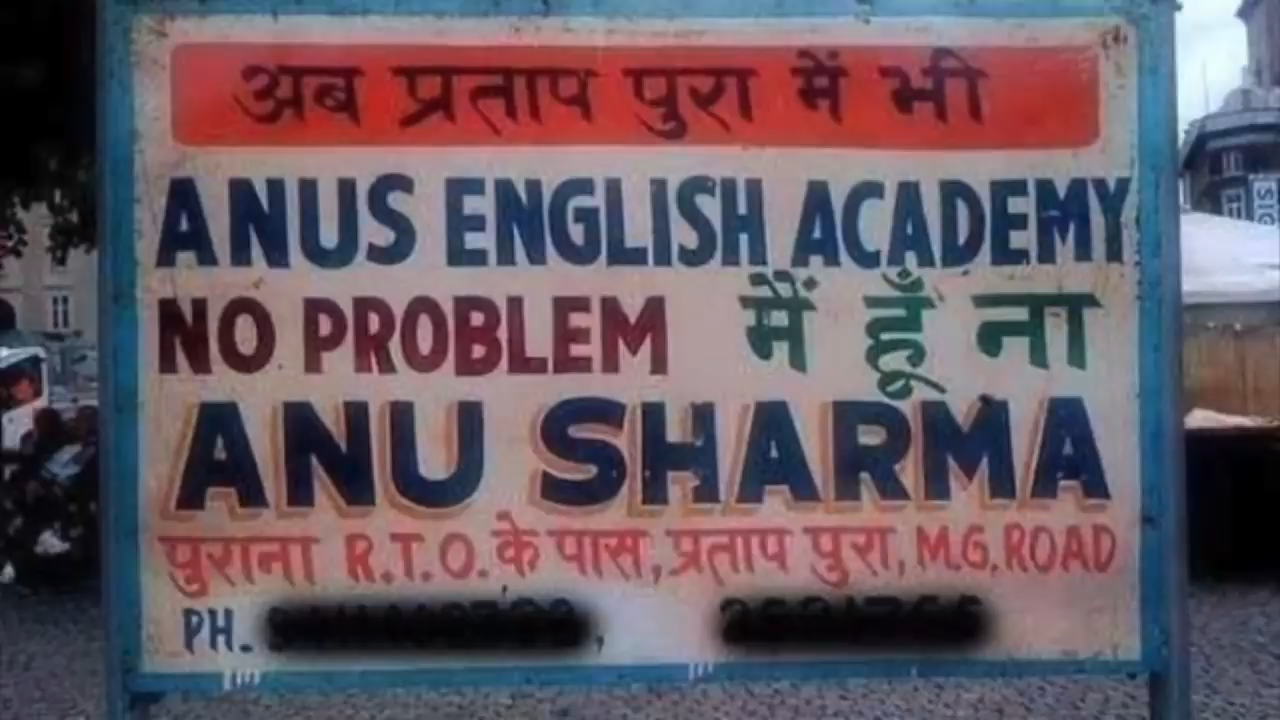 अब प्रताप पुरा में भी
ANUS ENGLISH ACADEMY
NO PROBLEM मैं हूँ ना
ANU SHARMA
पुराना R.T.O. के पास, प्रताप पुरा, M.G. ROAD
PH.